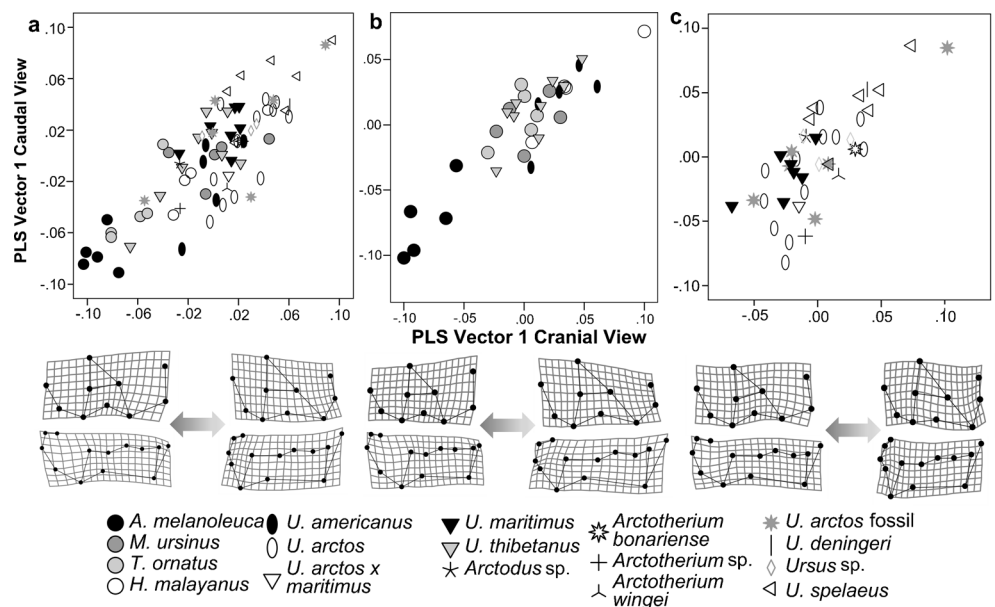 a
b
c
PLS Vector 1 Caudal View
.10
.06
.02
-.02
-.06
-.10
-.10
-.06
-.02
.02
.06
.10
.05
.00
-.05
-.10
-.10
-.05
.00
.05
.10
.10
.05
.00
-.05
-.10
-.05
.00
.05
.10
PLS Vector 1 Cranial View
A. melanoleuca
M. ursinus
T. ornatus
H. malayanus
U. americanus
U. arctos
U. arctos x
maritimus
U. maritimus
U. thibetanus
Arctodus sp.
Arctotherium
bonariense
Arctotherium sp.
Arctotherium
wingei
U. arctos fossil
U. deningeri
Ursus sp.
U. spelaeus